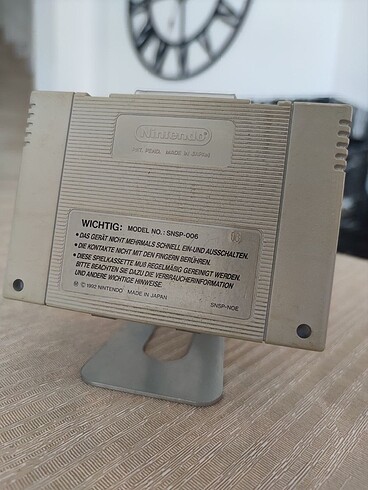 Nintendo
PAT. PEND. MADE IN JAPAN
WICHTIG: MODEL NO.: SNSP-006
• DAS GERÄT NICHT MEHRMALS SCHNELL EIN-UND AUSSCHALTEN.
• DIE KONTAKTE NICHT MIT DEN FINGERN BERÜHREN.
• DIESE SPIELKASSETTE MUß REGELMÄßIG GEREINIGT WERDEN.
BITTE BEACHTEN SIE DAZU DIE VERBRAUCHERINFORMATION
UND ANDERE WICHTIGE HINWEISE.
© 1992 NINTENDO MADE IN JAPAN
SNSP-NOE